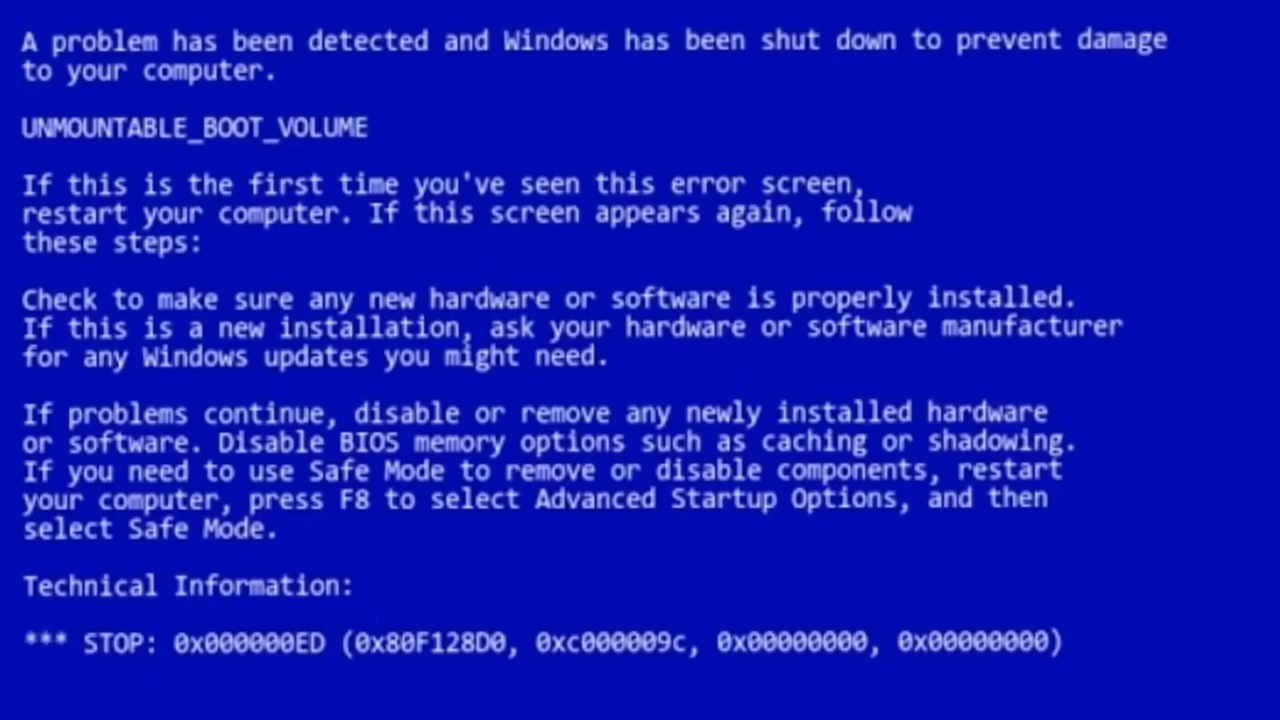 A problem has been detected and Windows has been shut down to prevent damage
to your computer.
UNMOUNTABLE_BOOT_VOLUME
If this is the first time you've seen this error screen,
restart your computer. If this screen appears again, follow
these steps:
Check to make sure any new hardware or software is properly installed.
If this is a new installation, ask your hardware or software manufacturer
for any Windows updates you might need.
If problems continue, disable or remove any newly installed hardware
or software. Disable BIOS memory options such as caching or shadowing.
If you need to use Safe Mode to remove or disable components, restart
your computer, press F8 to select Advanced Startup Options, and then
select Safe Mode.
Technical Information:
*** STOP: 0x000000ED (0x80F128D0, 0xc000009c, 0x00000000, 0x00000000)